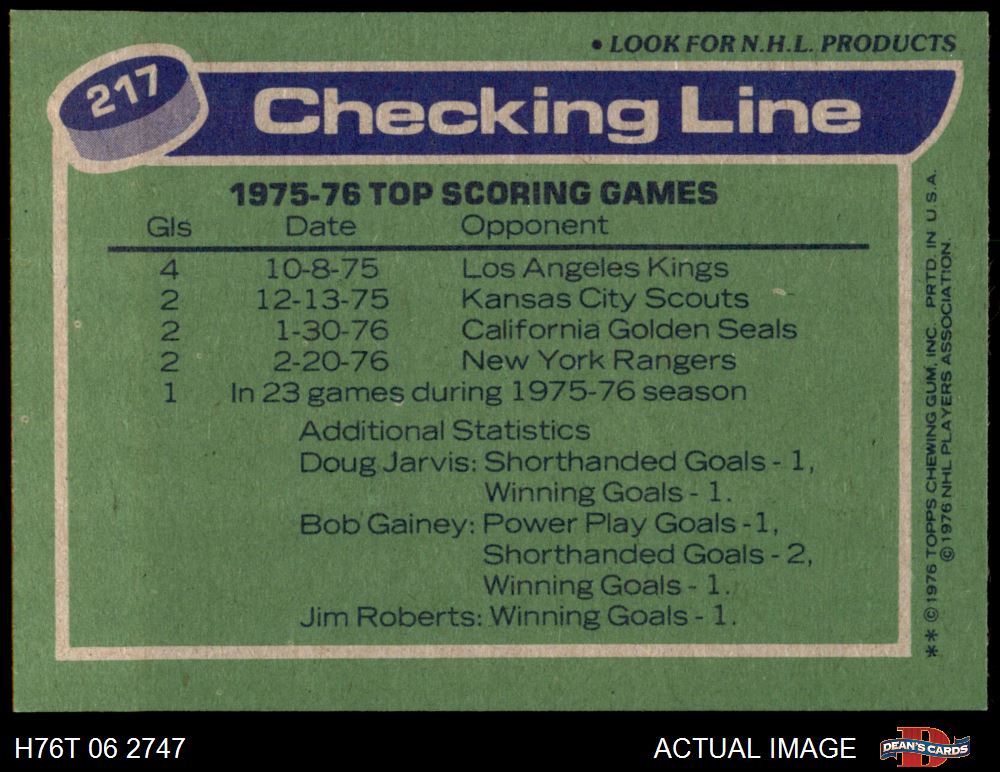 • LOOK FOR N.H.L. PRODUCTS
217
Checking Line
1975-76 TOP SCORING GAMES
Gls Date Opponent
4 10-8-75 Los Angeles Kings
2 12-13-75 Kansas City Scouts
2 1-30-76 California Golden Seals
2 2-20-76 New York Rangers
1 In 23 games during 1975-76 season
Additional Statistics
Doug Jarvis: Shorthanded Goals - 1,
Winning Goals - 1.
Bob Gainey: Power Play Goals -1,
Shorthanded Goals - 2,
Winning Goals - 1.
Jim Roberts: Winning Goals - 1.
** ©1976 TOPPS CHEWING GUM, INC. PRTD. IN U.S.A.
©1976 NHL PLAYERS ASSOCIATION.
H76T 06 2747
ACTUAL IMAGE
D
DEAN'S CARDS